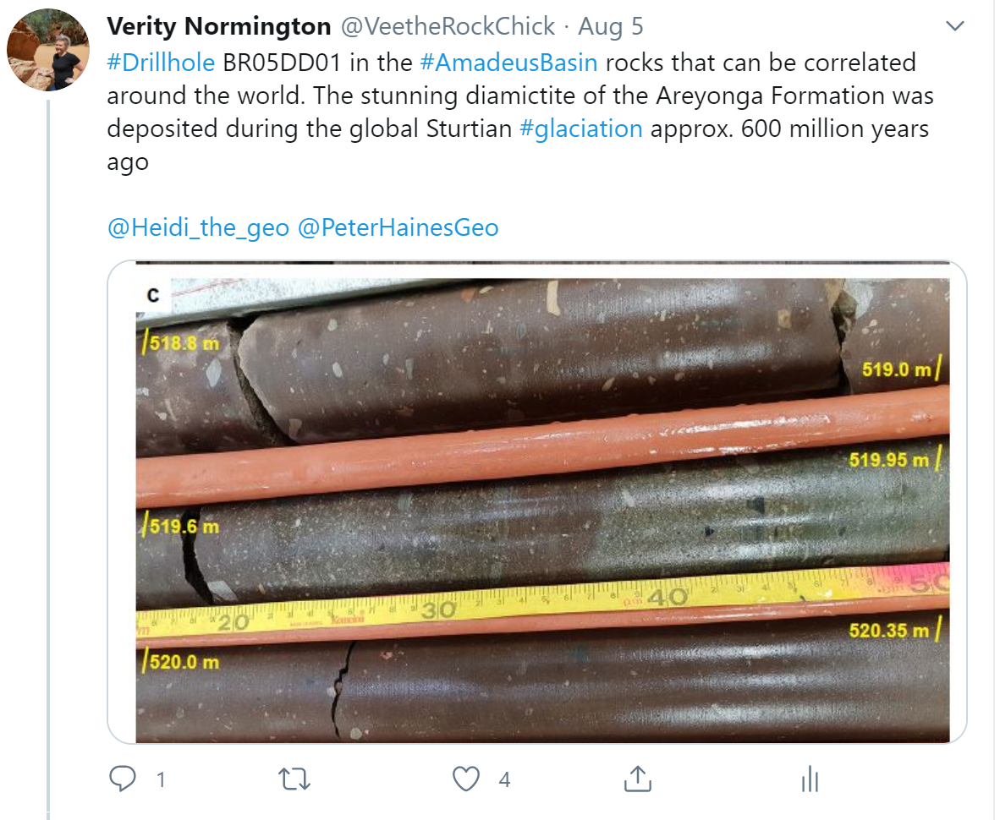 Verity Normington @VeetheRockChick · Aug 5
#Drillhole BR05DD01 in the #AmadeusBasin rocks that can be correlated
around the world. The stunning diamictite of the Areyonga Formation was
deposited during the global Sturtian #glaciation approx. 600 million years
ago
@Heidi_the_geo @PeterHainesGeo
C
518.8 m
519.0 m
519.95 m
519.6 m
20 30 40 50
Komelon
520.35 m
520.0 m
1 4